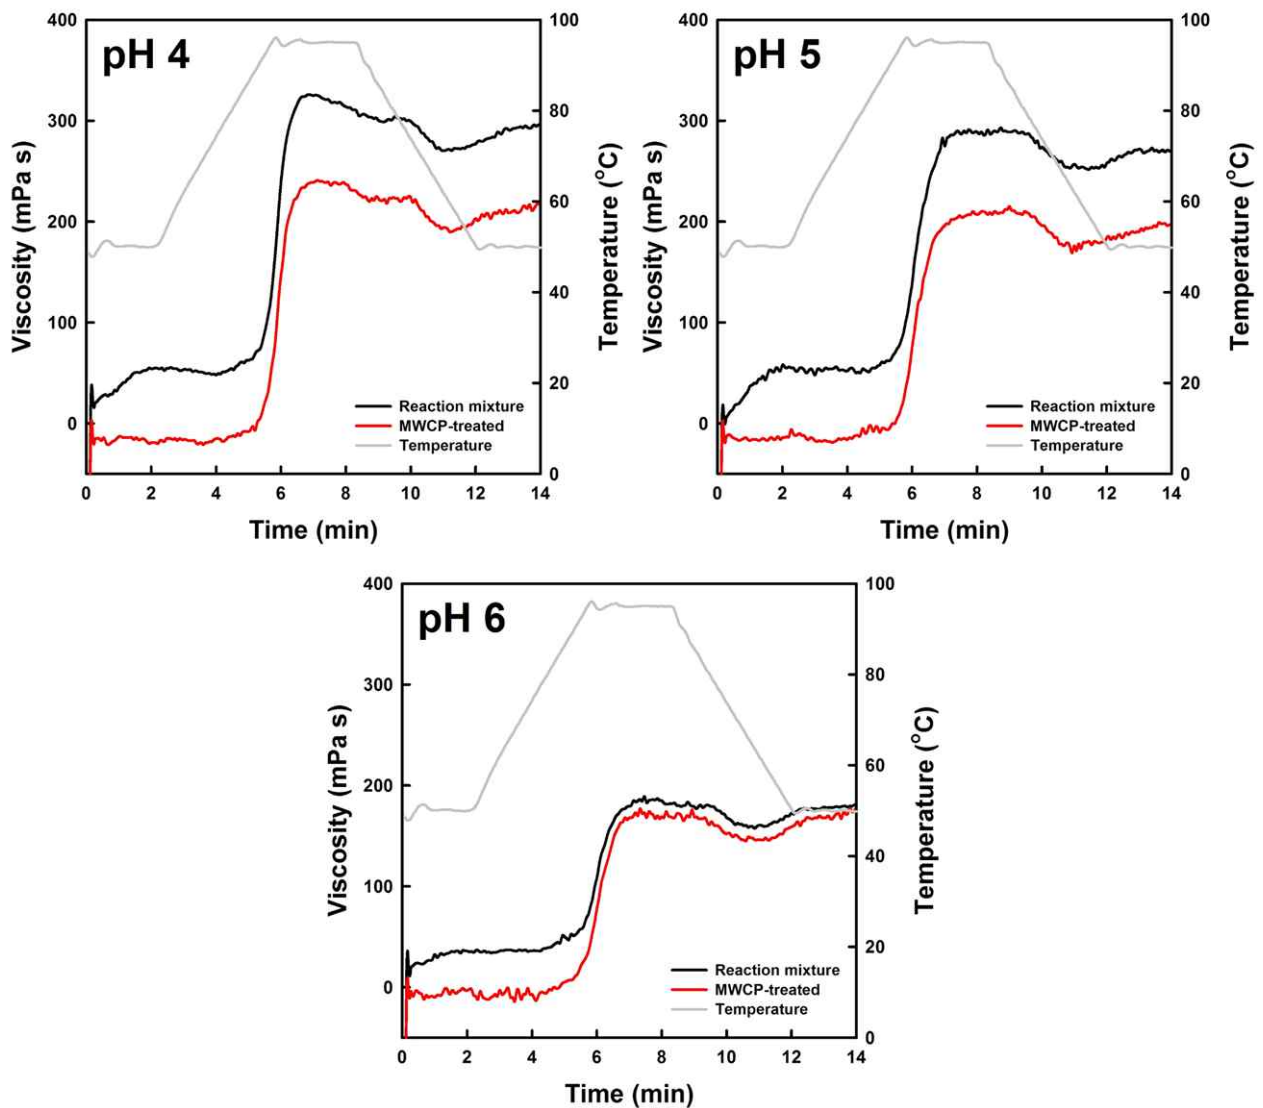 pH 4
400
300
200
100
0
Viscosity (mPa s)
100
80
60
40
20
0
Temperature (°C)
Reaction mixture
MWCP-treated
Temperature
0 2 4 6 8 10 12 14
Time (min)
pH 5
400
300
200
100
0
Viscosity (mPa s)
100
80
60
40
20
0
Temperature (°C)
Reaction mixture
MWCP-treated
Temperature
0 2 4 6 8 10 12 14
Time (min)
pH 6
400
300
200
100
0
Viscosity (mPa s)
100
80
60
40
20
0
Temperature (°C)
Reaction mixture
MWCP-treated
Temperature
0 2 4 6 8 10 12 14
Time (min)